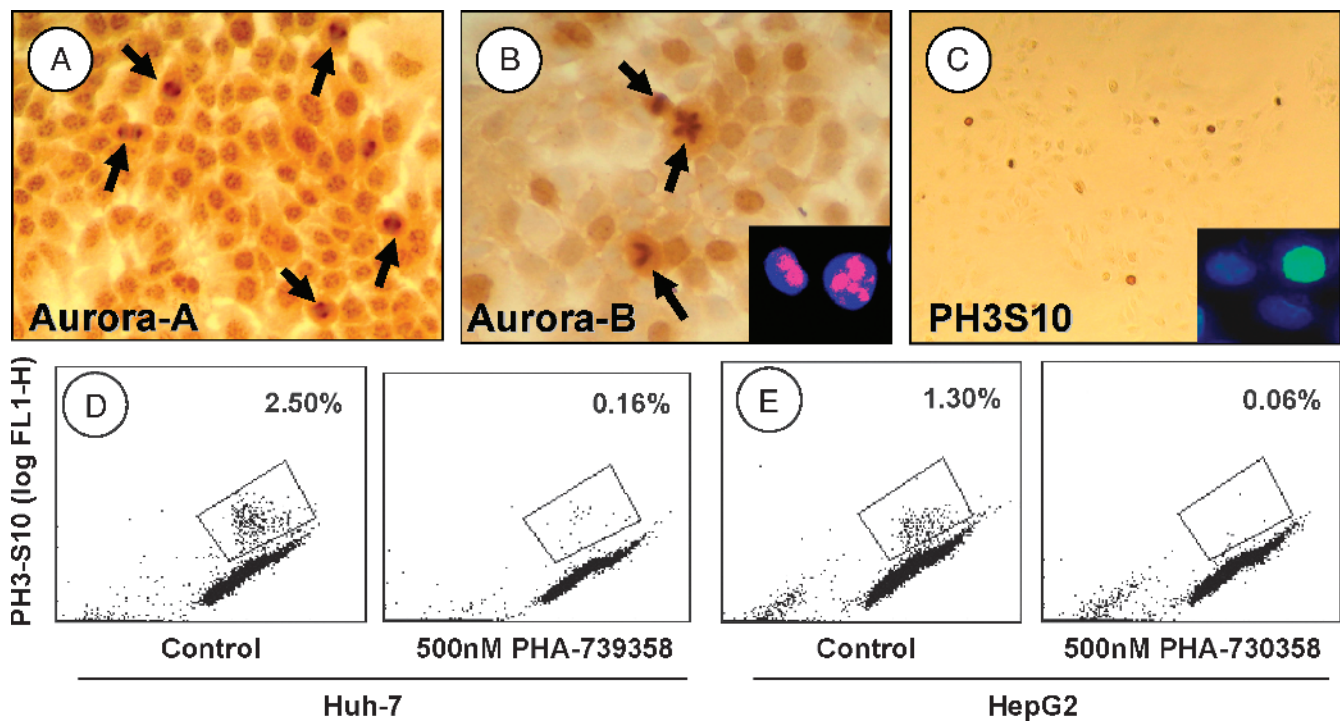 A
B
C
Aurora-A
Aurora-B
PH3S10
PH3-S10 (log FL1-H)
D
2.50%
0.16%
E
1.30%
0.06%
Control
500nM PHA-739358
Control
500nM PHA-730358
Huh-7
HepG2